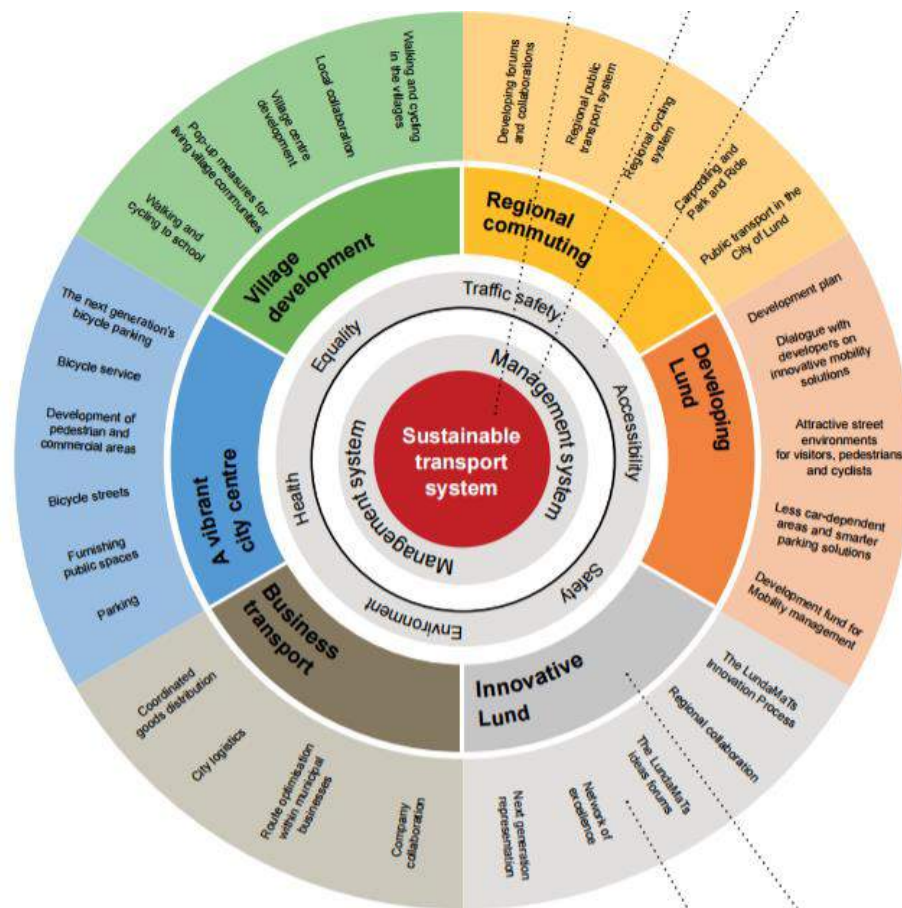 Walking and cycling
in the villages
Local collaboration
Village centre
development
Pop-up measures for
living village communities
Walking and
cycling to school
Developing forums
and collaborations
Regional public
transport system
Regional cycling
system
Carpooling and
Park and Ride
Public transport in the
City of Lund
Village
development
Regional
commuting
The next generation's
bicycle parking
Bicycle service
Development of
pedestrian and
commercial areas
Bicycle streets
Furnishing
public spaces
Parking
A vibrant
city centre
Developing
Lund
Development plan
Dialogue with
developers on
innovative mobility
solutions
Attractive street
environments
for visitors, pedestrians
and cyclists
Less car-dependent
areas and smarter
parking solutions
Development fund for
Mobility management
Traffic safety
Equality
Accessibility
Health
Safety
Environment
Management system
Management system
Sustainable
transport
system
Business
transport
Innovative
Lund
Coordinated
goods distribution
City logistics
Route optimisation
within municipal
businesses
Company
collaboration
The LundaMaTs
Innovation Process
Regional collaboration
The LundaMaTs
ideas forums
Network of
excellence
Next generation
representation